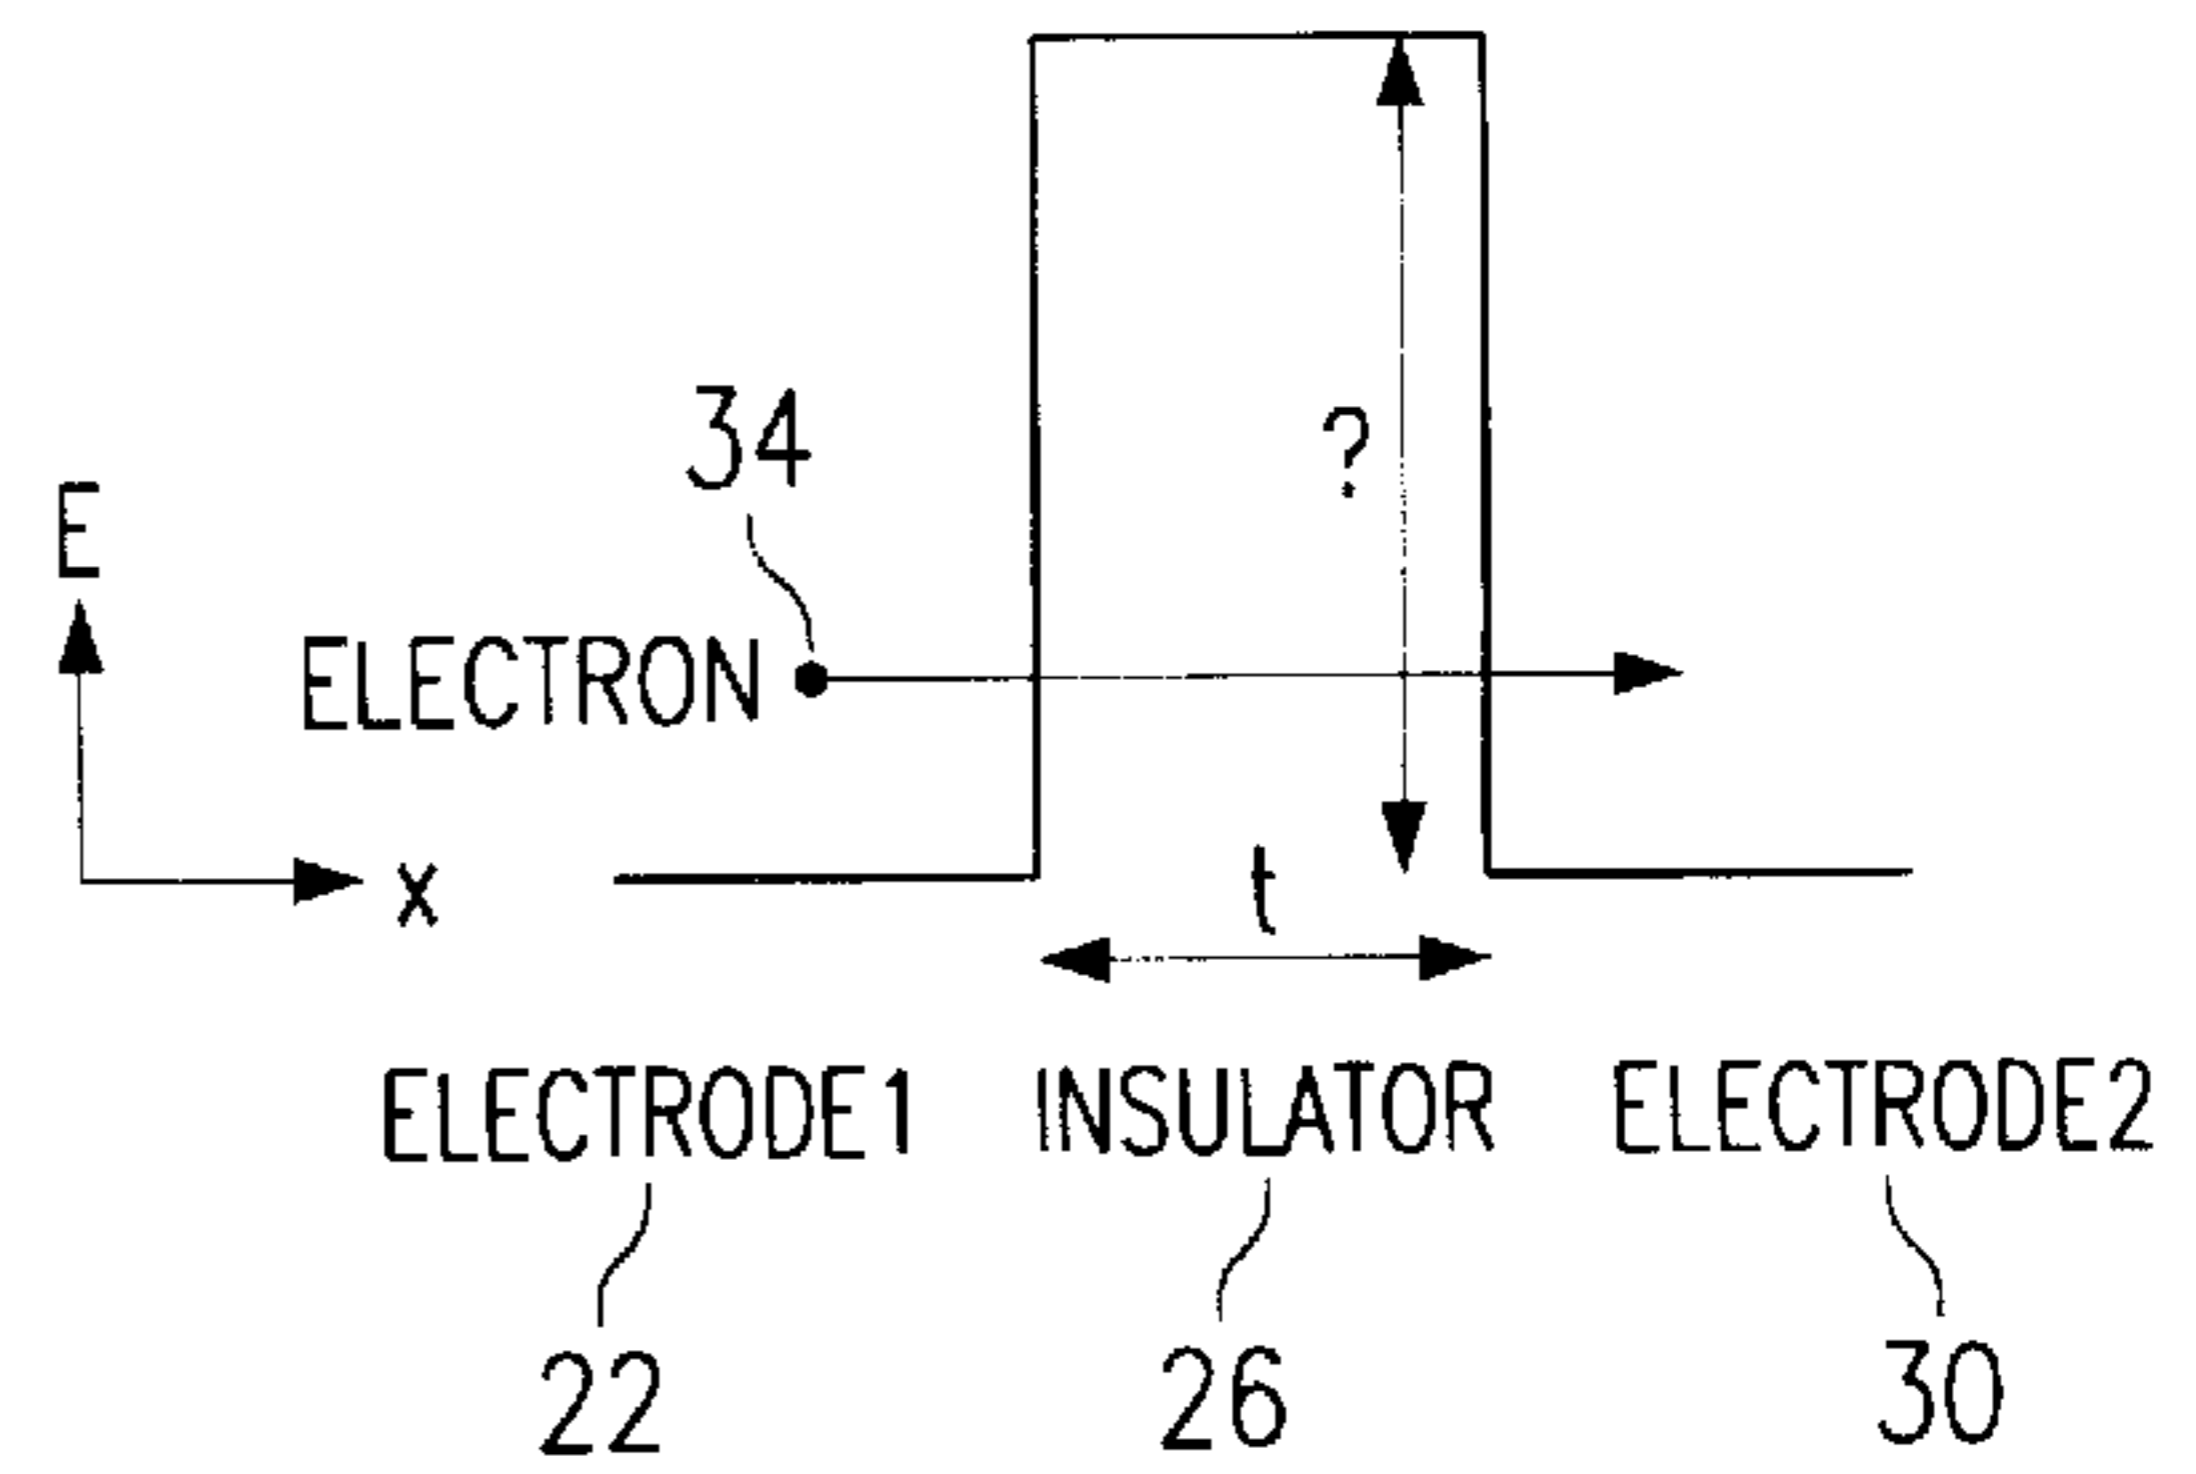 34
?
E
ELECTRON
x
t
ELECTRODE1 INSULATOR ELECTRODE2
22 26 30